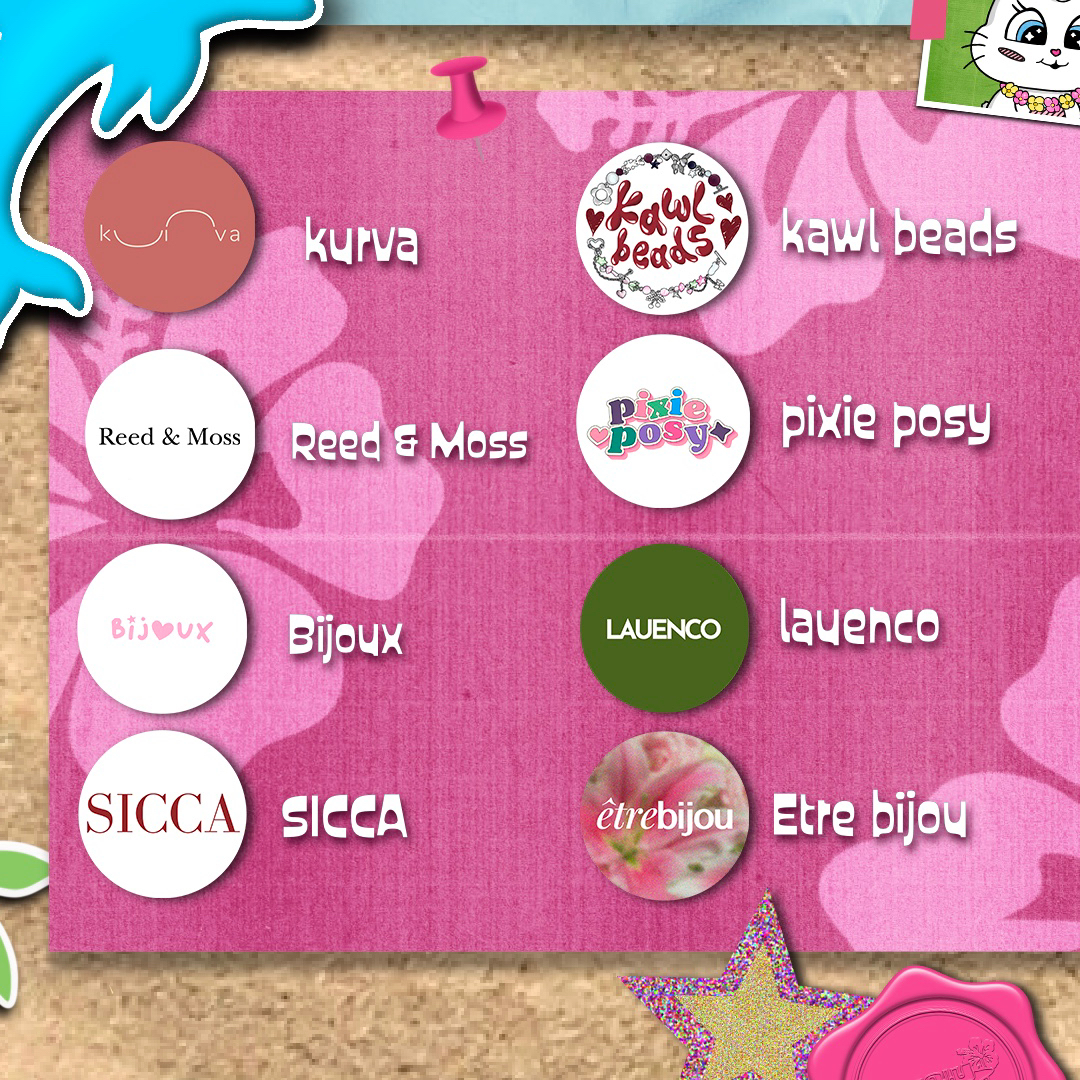 kurva
kurva
kawl
beads
kawl beads
Reed & Moss
Reed & Moss
pixie
posy
pixie posy
Bijoux
Bijoux
LAUENCO
lauenco
SICCA
SICCA
êtrebijou
Etre bijou